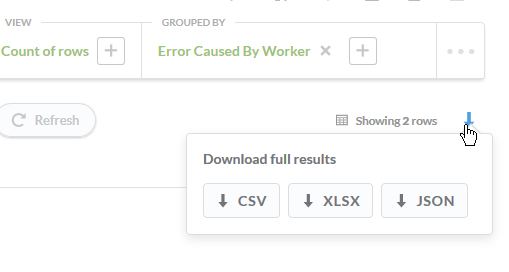 VIEW GROUPED BY
Count of rows Error Caused By Worker
Refresh Showing 2 rows
Download full results
CSV XLSX JSON